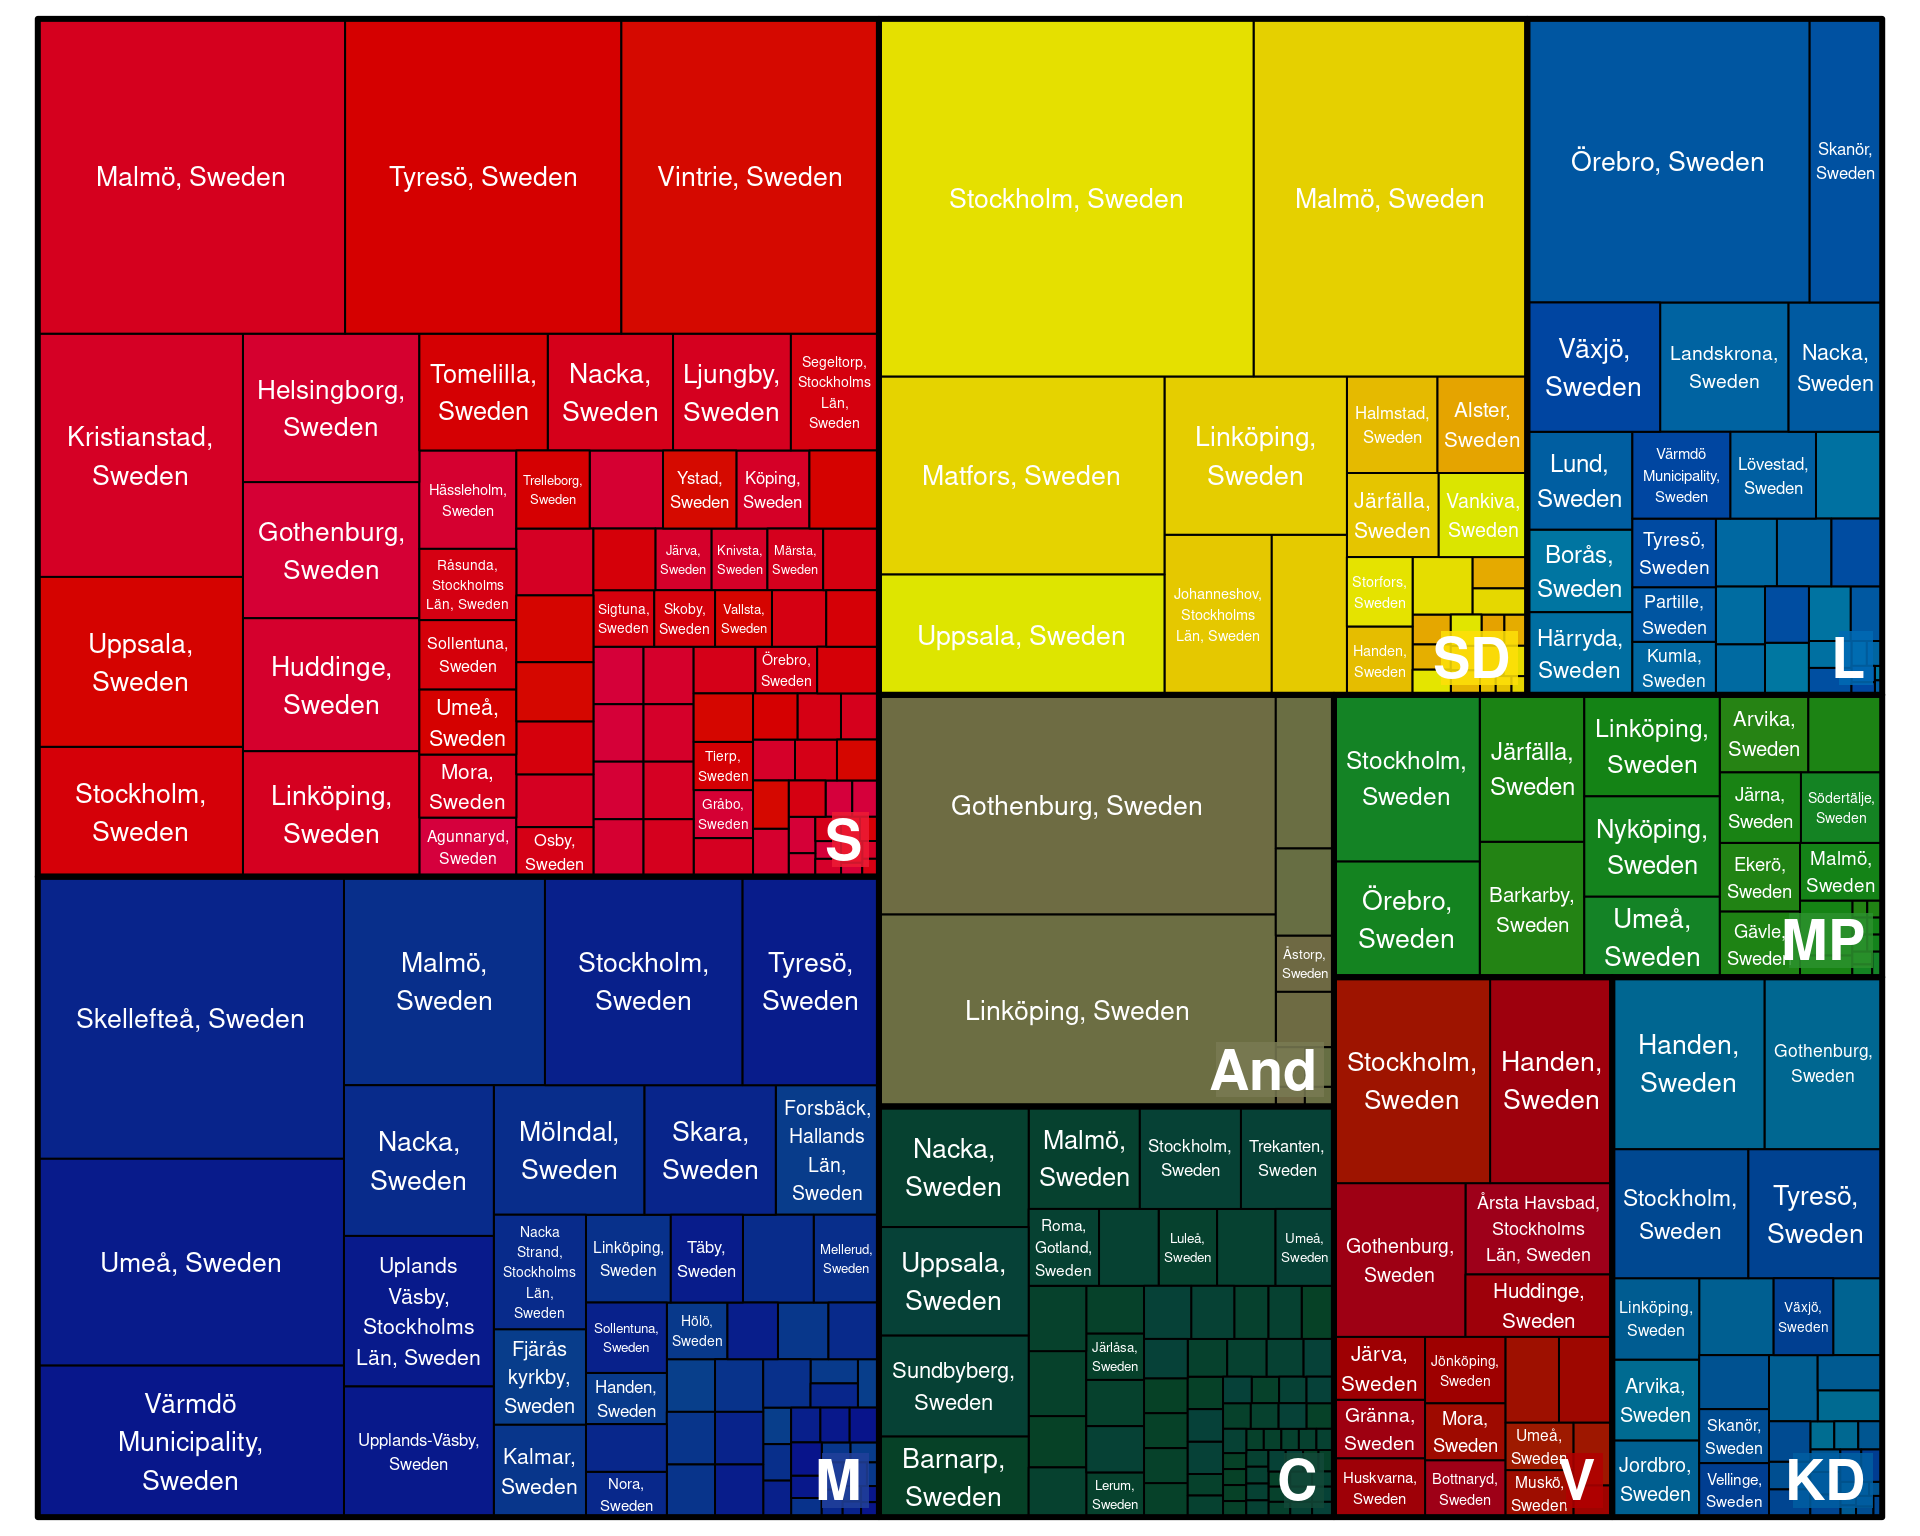 Malmö, Sweden
Tyresö, Sweden
Vintrie, Sweden
Kristianstad,
Sweden
Uppsala,
Sweden
Stockholm,
Sweden
Helsingborg,
Sweden
Gothenburg,
Sweden
Huddinge,
Sweden
Linköping,
Sweden
Tomelilla,
Sweden
Nacka,
Sweden
Ljungby,
Sweden
Segeltorp,
Stockholms
Län,
Sweden
Hässleholm,
Sweden
Råsunda,
Stockholms
Län, Sweden
Sollentuna,
Sweden
Umeå,
Sweden
Mora,
Sweden
Agunnaryd,
Sweden
Trelleborg,
Sweden
Ystad,
Sweden
Köping,
Sweden
Järva,
Sweden
Knivsta,
Sweden
Märsta,
Sweden
Sigtuna,
Sweden
Skoby,
Sweden
Vallsta,
Sweden
Örebro,
Sweden
Tierp,
Sweden
Gråbo,
Sweden
Osby,
Sweden
S
Skellefteå, Sweden
Umeå, Sweden
Värmdö
Municipality,
Sweden
Malmö,
Sweden
Stockholm,
Sweden
Tyresö,
Sweden
Nacka,
Sweden
Uplands
Väsby,
Stockholms
Län, Sweden
Upplands-Väsby,
Sweden
Mölndal,
Sweden
Skara,
Sweden
Forsbäck,
Hallands
Län,
Sweden
Nacka
Strand,
Stockholms
Län,
Sweden
Fjärås
kyrkby,
Sweden
Kalmar,
Sweden
Linköping,
Sweden
Täby,
Sweden
Mellerud,
Sweden
Sollentuna,
Sweden
Hölö,
Sweden
Handen,
Sweden
Nora,
Sweden
M
Stockholm, Sweden
Malmö, Sweden
Matfors, Sweden
Uppsala, Sweden
Linköping,
Sweden
Johanneshov,
Stockholms
Län, Sweden
Halmstad,
Sweden
Alster,
Sweden
Järfälla,
Sweden
Vankiva,
Sweden
Storfors,
Sweden
Handen,
Sweden
SD
Örebro, Sweden
Skanör,
Sweden
Växjö,
Sweden
Landskrona,
Sweden
Nacka,
Sweden
Lund,
Sweden
Borås,
Sweden
Härryda,
Sweden
Värmdö
Municipality,
Sweden
Lövestad,
Sweden
Tyresö,
Sweden
Partille,
Sweden
Kumla,
Sweden
L
Gothenburg, Sweden
Linköping, Sweden
Åstorp,
Sweden
And
Nacka,
Sweden
Uppsala,
Sweden
Sundbyberg,
Sweden
Barnarp,
Sweden
Malmö,
Sweden
Stockholm,
Sweden
Trekanten,
Sweden
Roma,
Gotland,
Sweden
Luleå,
Sweden
Umeå,
Sweden
Järlåsa,
Sweden
Lerum,
Sweden
C
Stockholm,
Sweden
Örebro,
Sweden
Järfälla,
Sweden
Barkarby,
Sweden
Linköping,
Sweden
Nyköping,
Sweden
Umeå,
Sweden
Arvika,
Sweden
Järna,
Sweden
Södertälje,
Sweden
Ekerö,
Sweden
Malmö,
Sweden
Gävle,
Sweden
MP
Stockholm,
Sweden
Handen,
Sweden
Gothenburg,
Sweden
Årsta Havsbad,
Stockholms
Län, Sweden
Huddinge,
Sweden
Järva,
Sweden
Gränna,
Sweden
Huskvarna,
Sweden
Jönköping,
Sweden
Mora,
Sweden
Bottnaryd,
Sweden
Umeå,
Sweden
Muskö,
Sweden
V
Handen,
Sweden
Gothenburg,
Sweden
Stockholm,
Sweden
Tyresö,
Sweden
Linköping,
Sweden
Arvika,
Sweden
Jordbro,
Sweden
Växjö,
Sweden
Skanör,
Sweden
Vellinge,
Sweden
KD